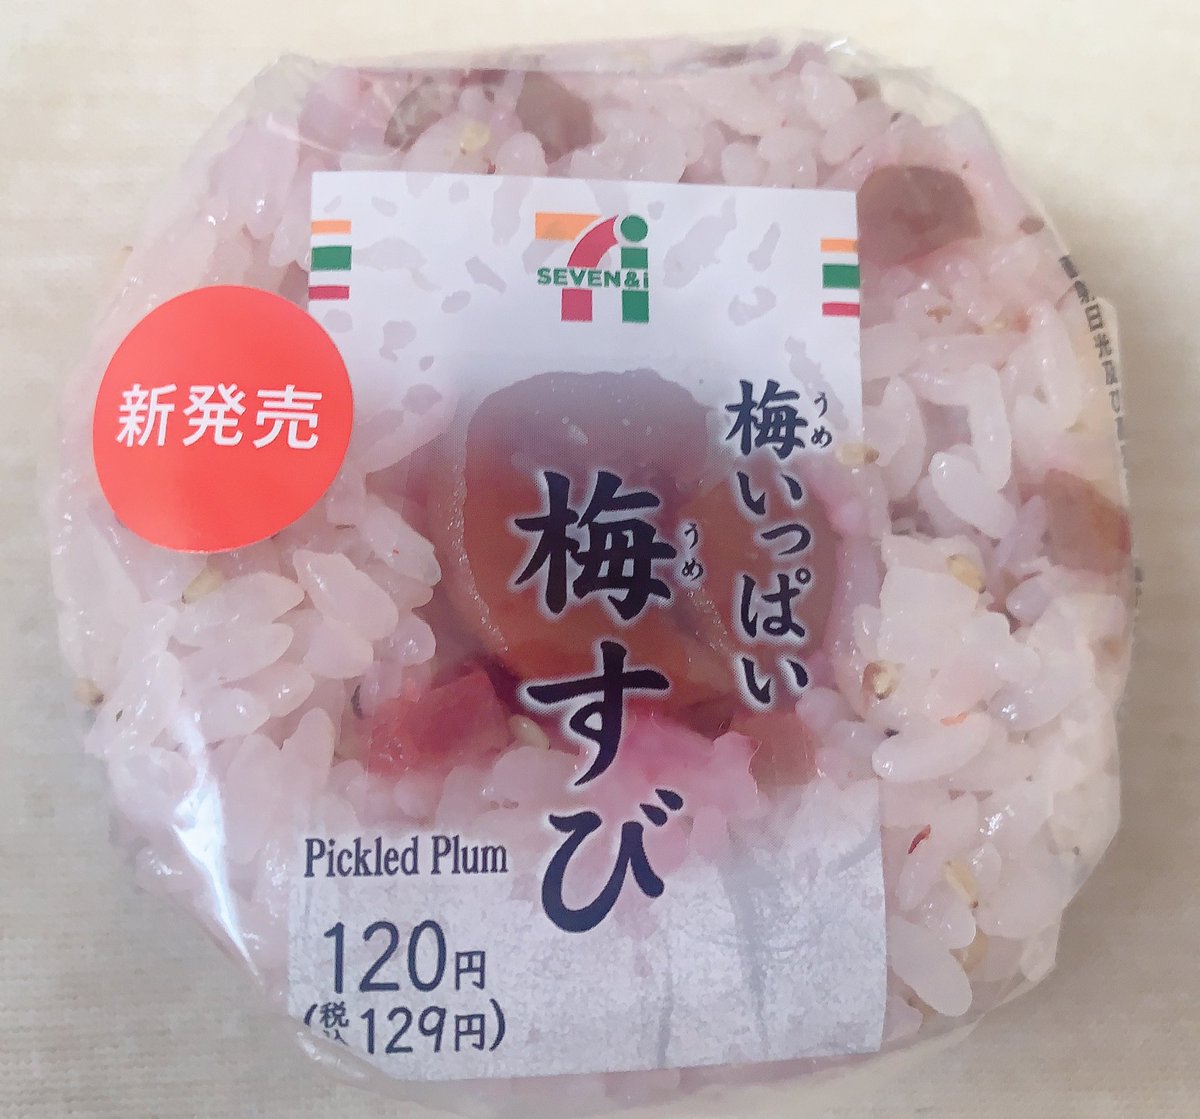 SEVEN&i
新発売
梅いっぱい
うめ
梅すび
うめ
Pickled Plum
120円
(税込129円)